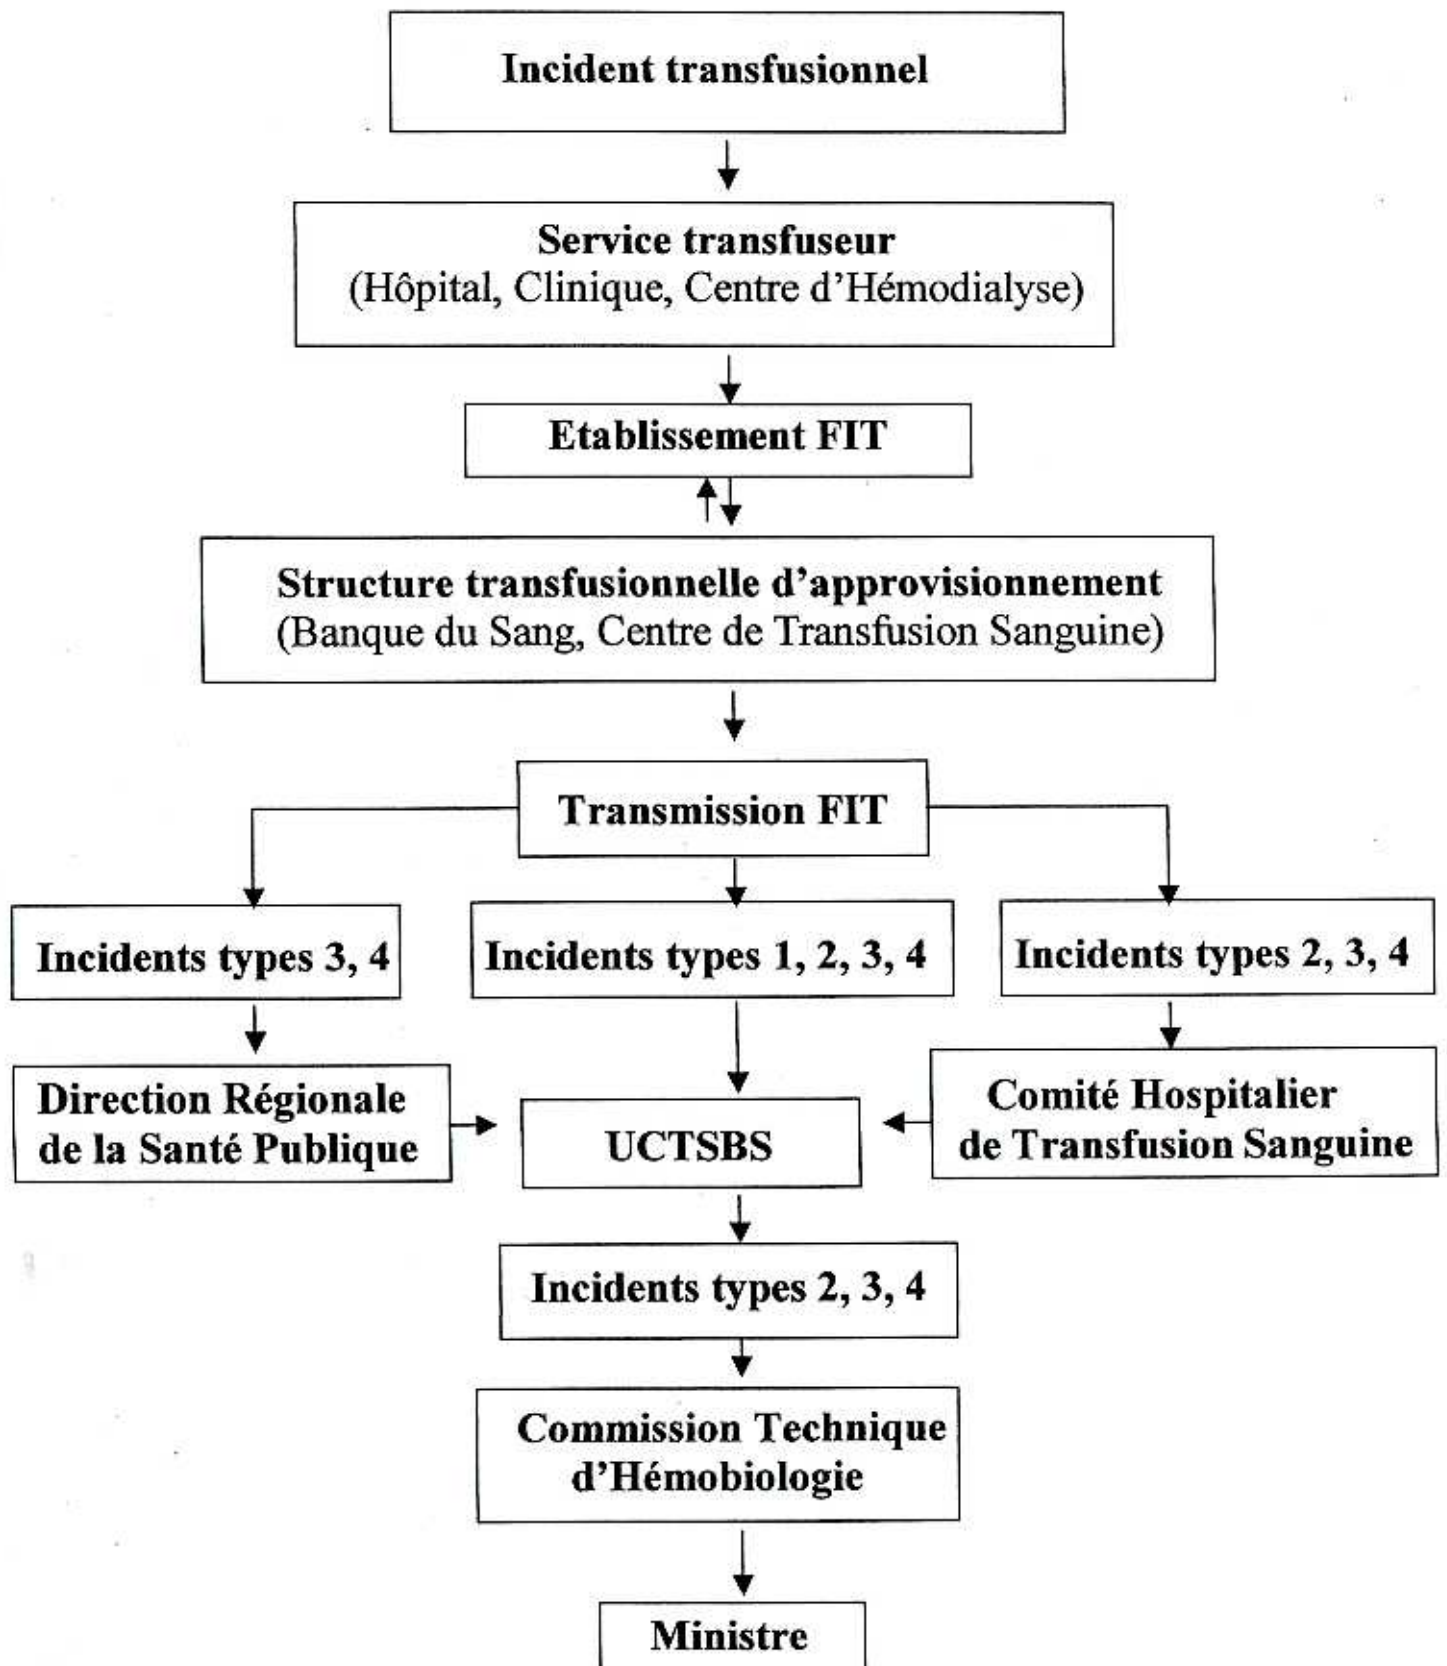 Incident transfusionnel
Service transfuseur
(Hôpital, Clinique, Centre d'Hémodialyse)
Etablissement FIT
Structure transfusionnelle d'approvisionnement
(Banque du Sang, Centre de Transfusion Sanguine)
Transmission FIT
Incidents types 3, 4
Incidents types 1, 2, 3, 4
Incidents types 2, 3, 4
Direction Régionale
de la Santé Publique
UCTSBS
Comité Hospitalier
de Transfusion Sanguine
Incidents types 2, 3, 4
Commission Technique
d'Hémobiologie
Ministre